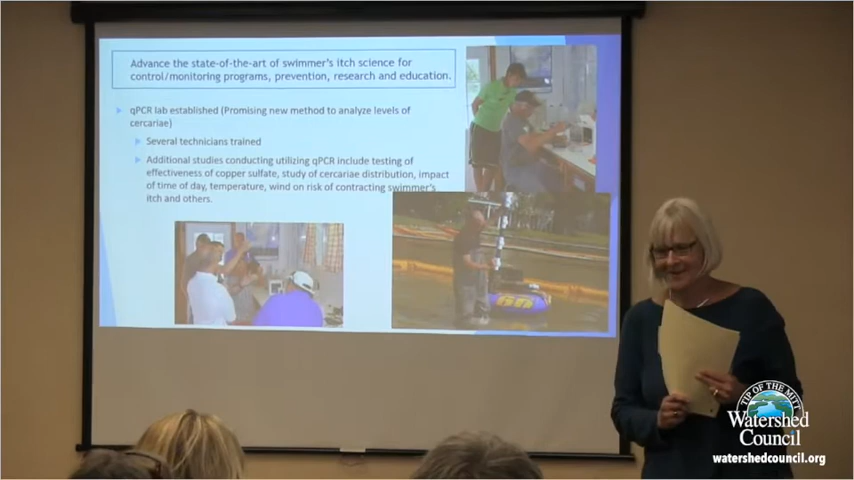 Advance the state-of-the-art of swimmer's itch science for
control/monitoring programs, prevention, research and education.
qPCR lab established (Promising new method to analyze levels of
cercariae)
Several technicians trained
Additional studies conducting utilizing qPCR include testing of
effectiveness of copper sulfate, study of cercariae distribution, impact
of time of day, temperature, wind on risk of contracting swimmer's
itch and others.
60
TIP OF THE MITT
Watershed
Council
watershedcouncil.org